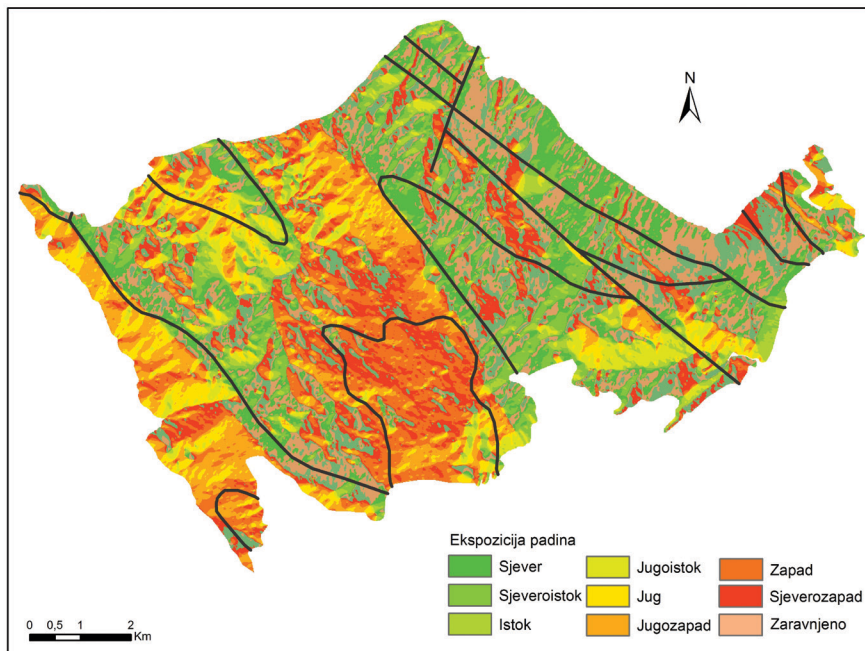 N
Ekspozicija padina
Sjever
Sjeveroistok
Istok
Jugoistok
Jug
Jugozapad
Zapad
Sjeverozapad
Zaravnjeno
0 0,5 1 2
Km